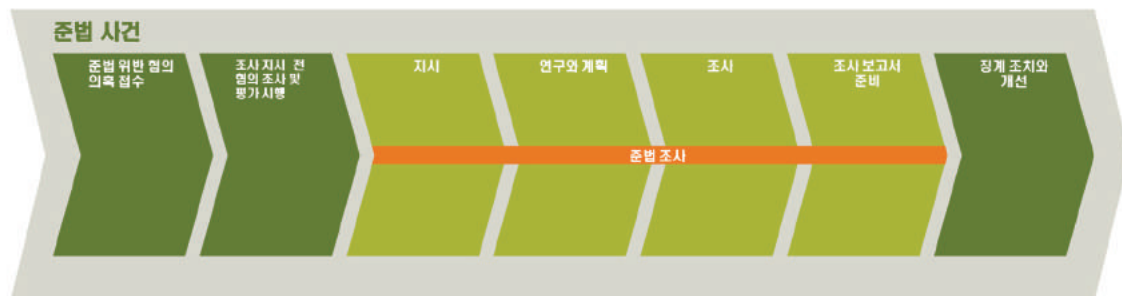 준법 사건
준법 위반 혐의
의혹 접수
조사 지시 전
혐의 조사 및
평가 시행
지시
연구와 계획
조사
조사 보고서
준비
징계 조치와
개선
준법 조사